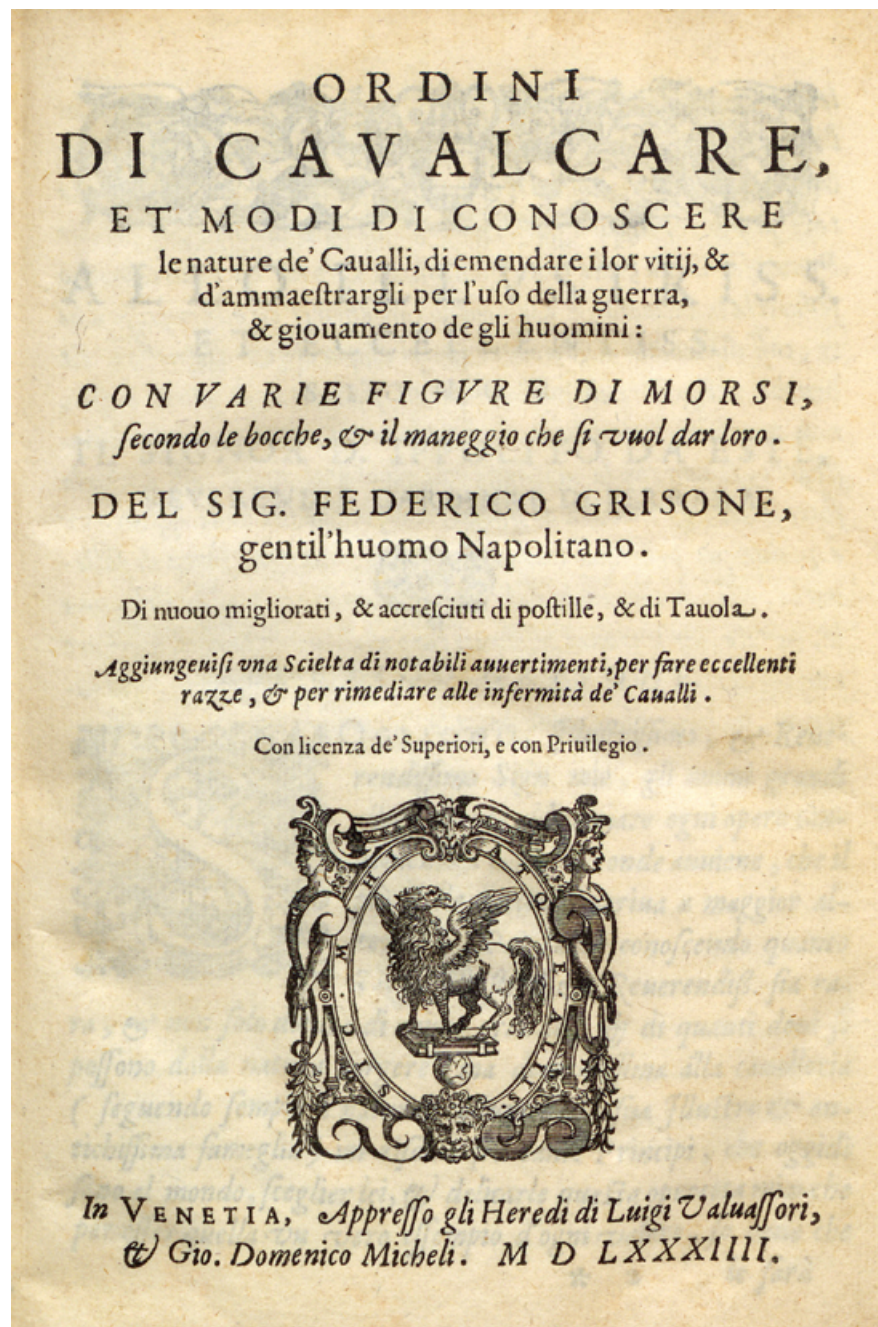 ORDINI
DI CAVALCARE,
ET MODI DI CONOSCERE
le nature de' Caualli, di emendare i lor vitij, &
d'ammaeſtrargli per l'uſo della guerra,
& giouamento de gli huomini:
CON VARIE FIGVRE DI MORSI,
ſecondo le bocche, & il maneggio che ſi vuol dar loro.
DEL SIG. FEDERICO GRISONE,
gentil'huomo Napolitano.
Di nuouo migliorati, & accreſciuti di poſtille, & di Tauola.
Aggiungeuiſi vna Scielta di notabili auuertimenti, per fare eccellenti
razze, & per rimediare alle infermità de' Caualli.
Con licenza de' Superiori, e con Priuilegio.
SIC · MIHI ATQVE · ALIIS ·
In VENETIA, Appreſſo gli Heredi di Luigi Valuaſſori,
& Gio. Domenico Micheli. M D LXXXIIII.